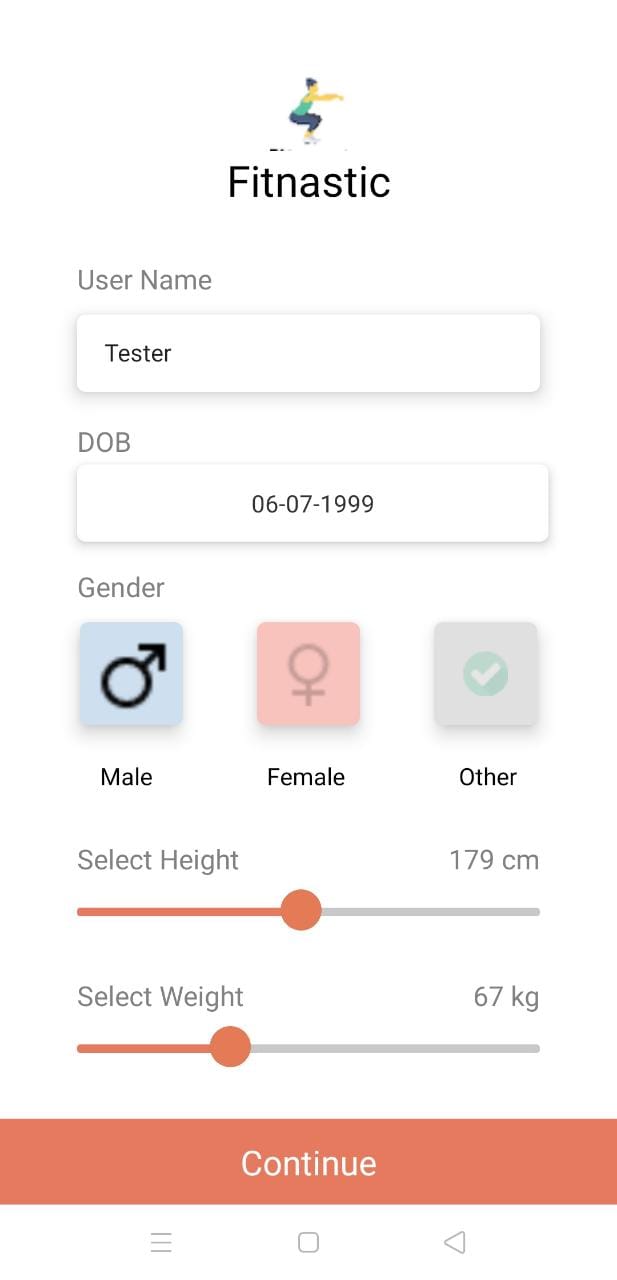 Fitnastic
User Name
Tester
DOB
06-07-1999
Gender
Male Female Other
Select Height 179 cm
Select Weight 67 kg
Continue